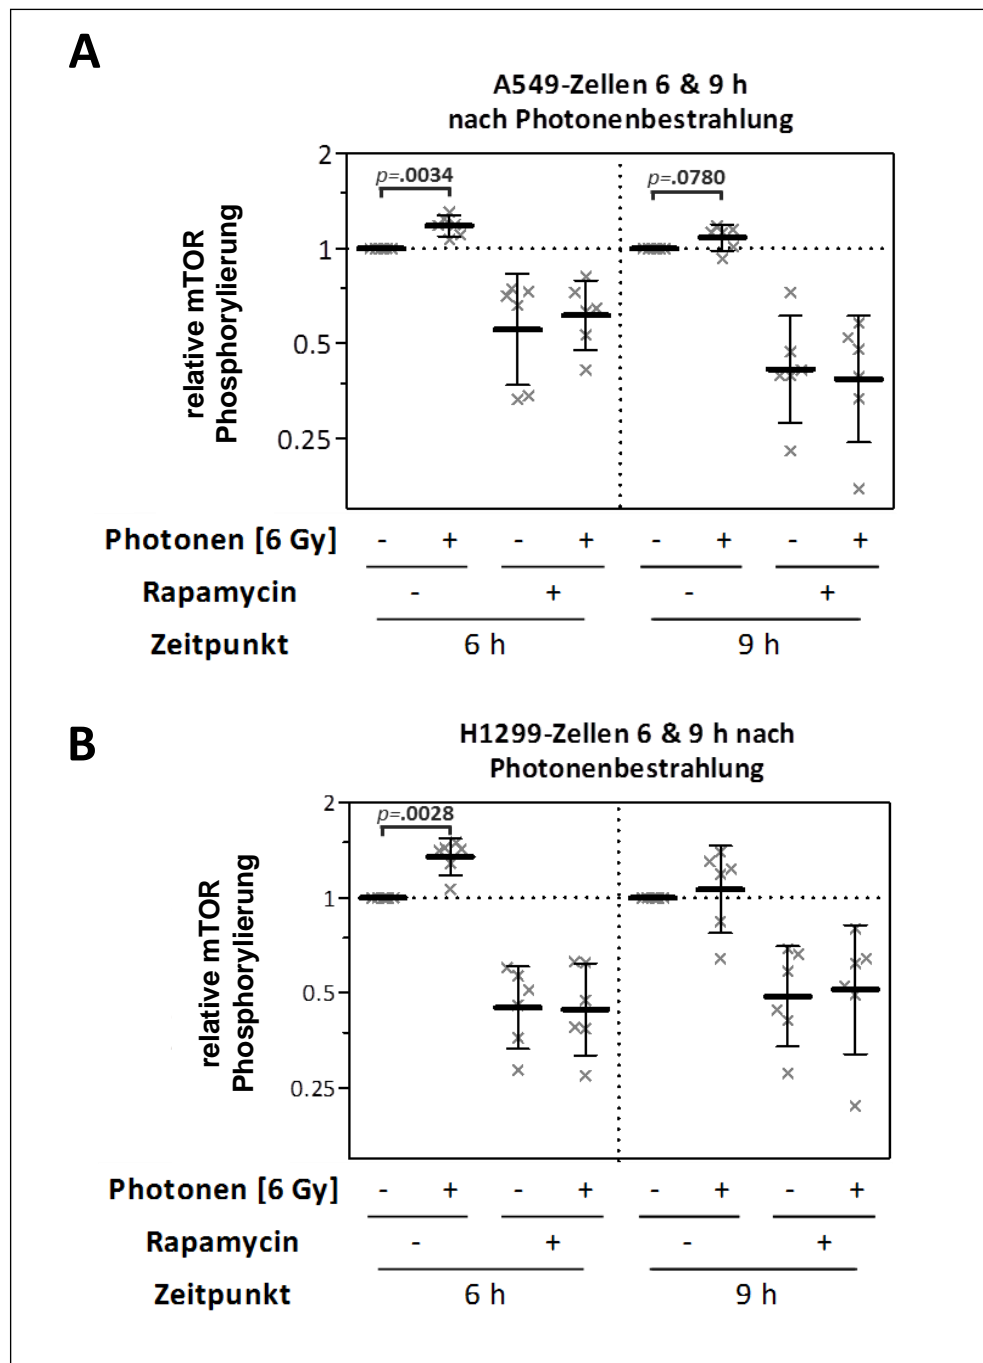 A
A549-Zellen 6 & 9 h
nach Photonenbestrahlung
relative mTOR
Phosphorylierung
2
1
0.5
0.25
p=.0034
p=.0780
Photonen [6 Gy] - + - + - + - +
Rapamycin - + - +
Zeitpunkt 6 h 9 h
B
H1299-Zellen 6 & 9 h nach
Photonenbestrahlung
relative mTOR
Phosphorylierung
2
1
0.5
0.25
p=.0028
Photonen [6 Gy] - + - + - + - +
Rapamycin - + - +
Zeitpunkt 6 h 9 h